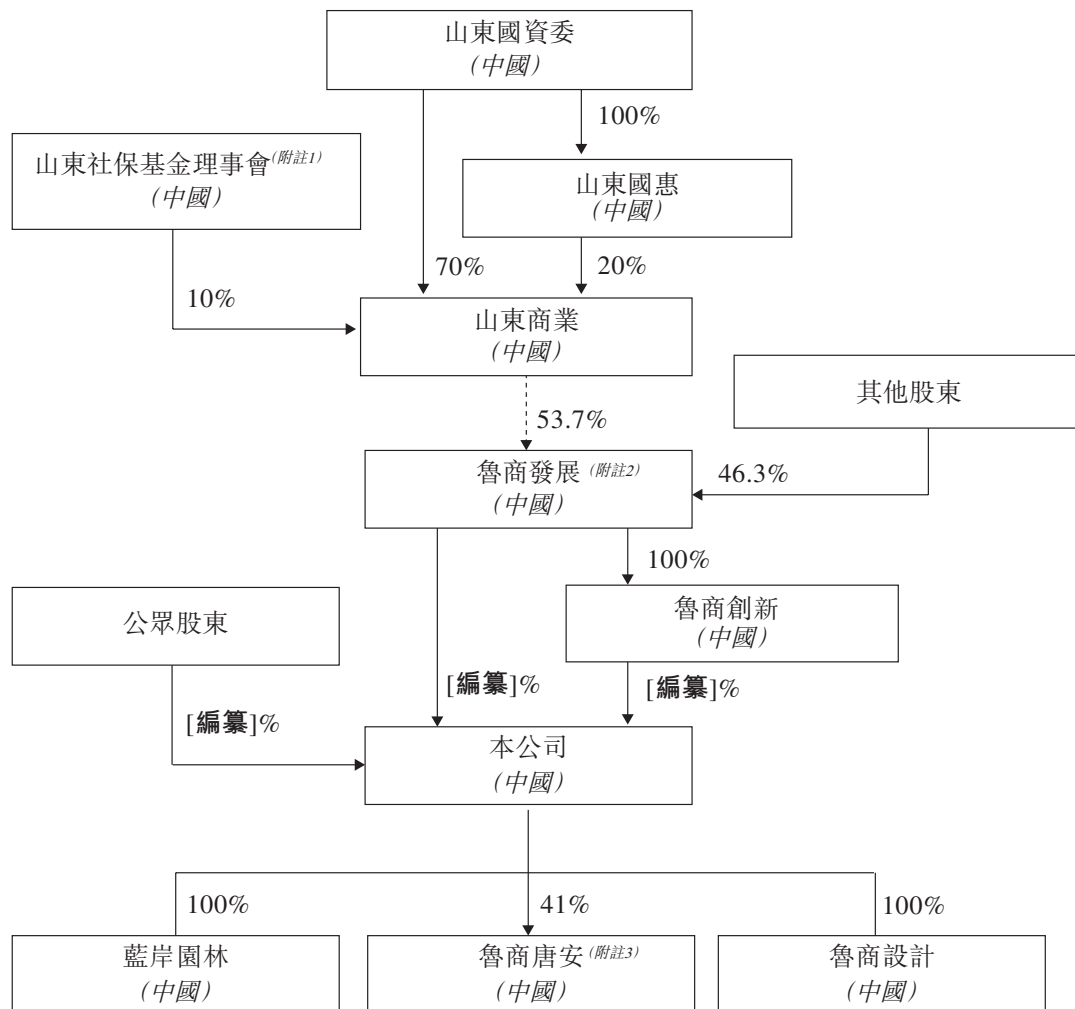 山東國資委
(中國)
100%
山東社保基金理事會(附註1)
(中國)
山東國惠
(中國)
70%
20%
10%
山東商業
(中國)
其他股東
53.7%
魯商發展(附註2)
(中國)
46.3%
100%
公眾股東
魯商創新
(中國)
[編纂]%
[編纂]%
[編纂]%
本公司
(中國)
100%
41%
100%
藍岸園林
(中國)
魯商唐安(附註3)
(中國)
魯商設計
(中國)